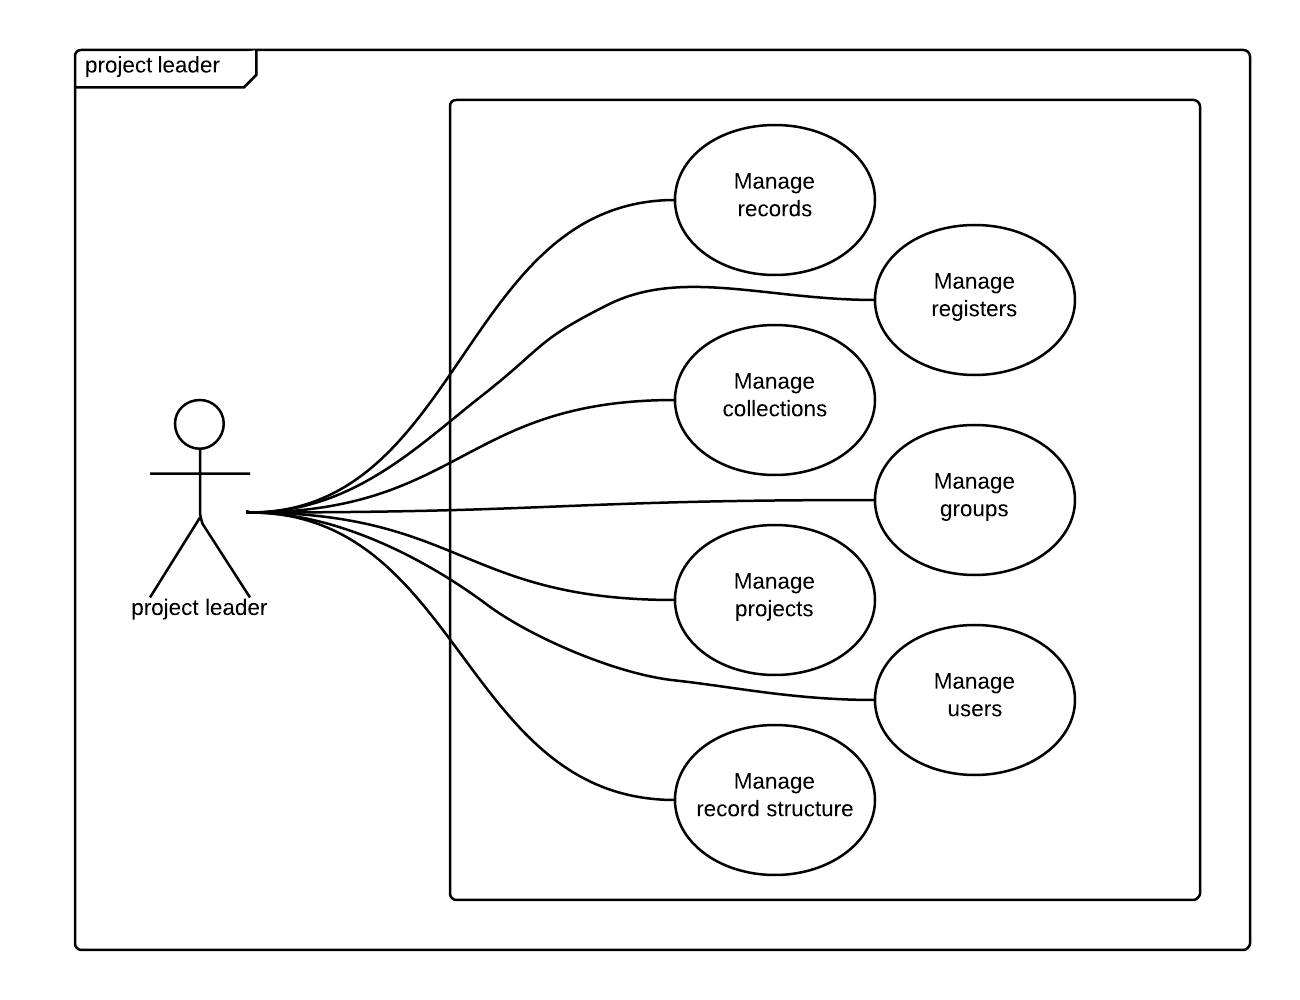 project leader
Manage
records
Manage
registers
Manage
collections
Manage
groups
Manage
projects
project leader
Manage
users
Manage
record structure